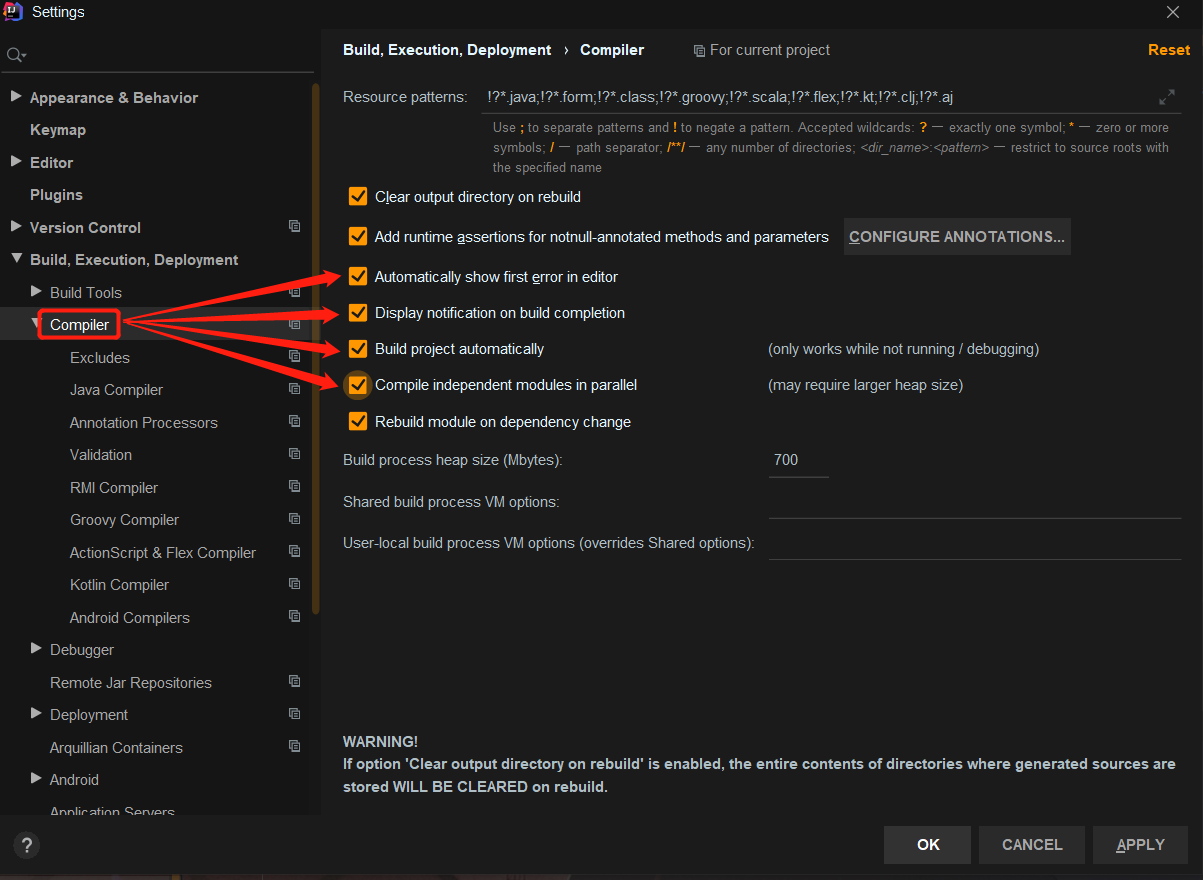 Settings
Build, Execution, Deployment › Compiler For current project Reset
Appearance & Behavior
Keymap
Editor
Plugins
Version Control
Build, Execution, Deployment
Build Tools
Compiler
Excludes
Java Compiler
Annotation Processors
Validation
RMI Compiler
Groovy Compiler
ActionScript & Flex Compiler
Kotlin Compiler
Android Compilers
Debugger
Remote Jar Repositories
Deployment
Arquillian Containers
Android
Application Servers
Resource patterns: !?*.java;!?*.form;!?*.class;!?*.groovy;!?*.scala;!?*.flex;!?*.kt;!?*.clj;!?*.aj
Use ; to separate patterns and ! to negate a pattern. Accepted wildcards: ? — exactly one symbol; * — zero or more
symbols; / — path separator; /**/ — any number of directories; <dir_name>:<pattern> — restrict to source roots with
the specified name
Clear output directory on rebuild
Add runtime assertions for notnull-annotated methods and parameters CONFIGURE ANNOTATIONS...
Automatically show first error in editor
Display notification on build completion
Build project automatically (only works while not running / debugging)
Compile independent modules in parallel (may require larger heap size)
Rebuild module on dependency change
Build process heap size (Mbytes): 700
Shared build process VM options:
User-local build process VM options (overrides Shared options):
WARNING!
If option 'Clear output directory on rebuild' is enabled, the entire contents of directories where generated sources are
stored WILL BE CLEARED on rebuild.
? OK CANCEL APPLY